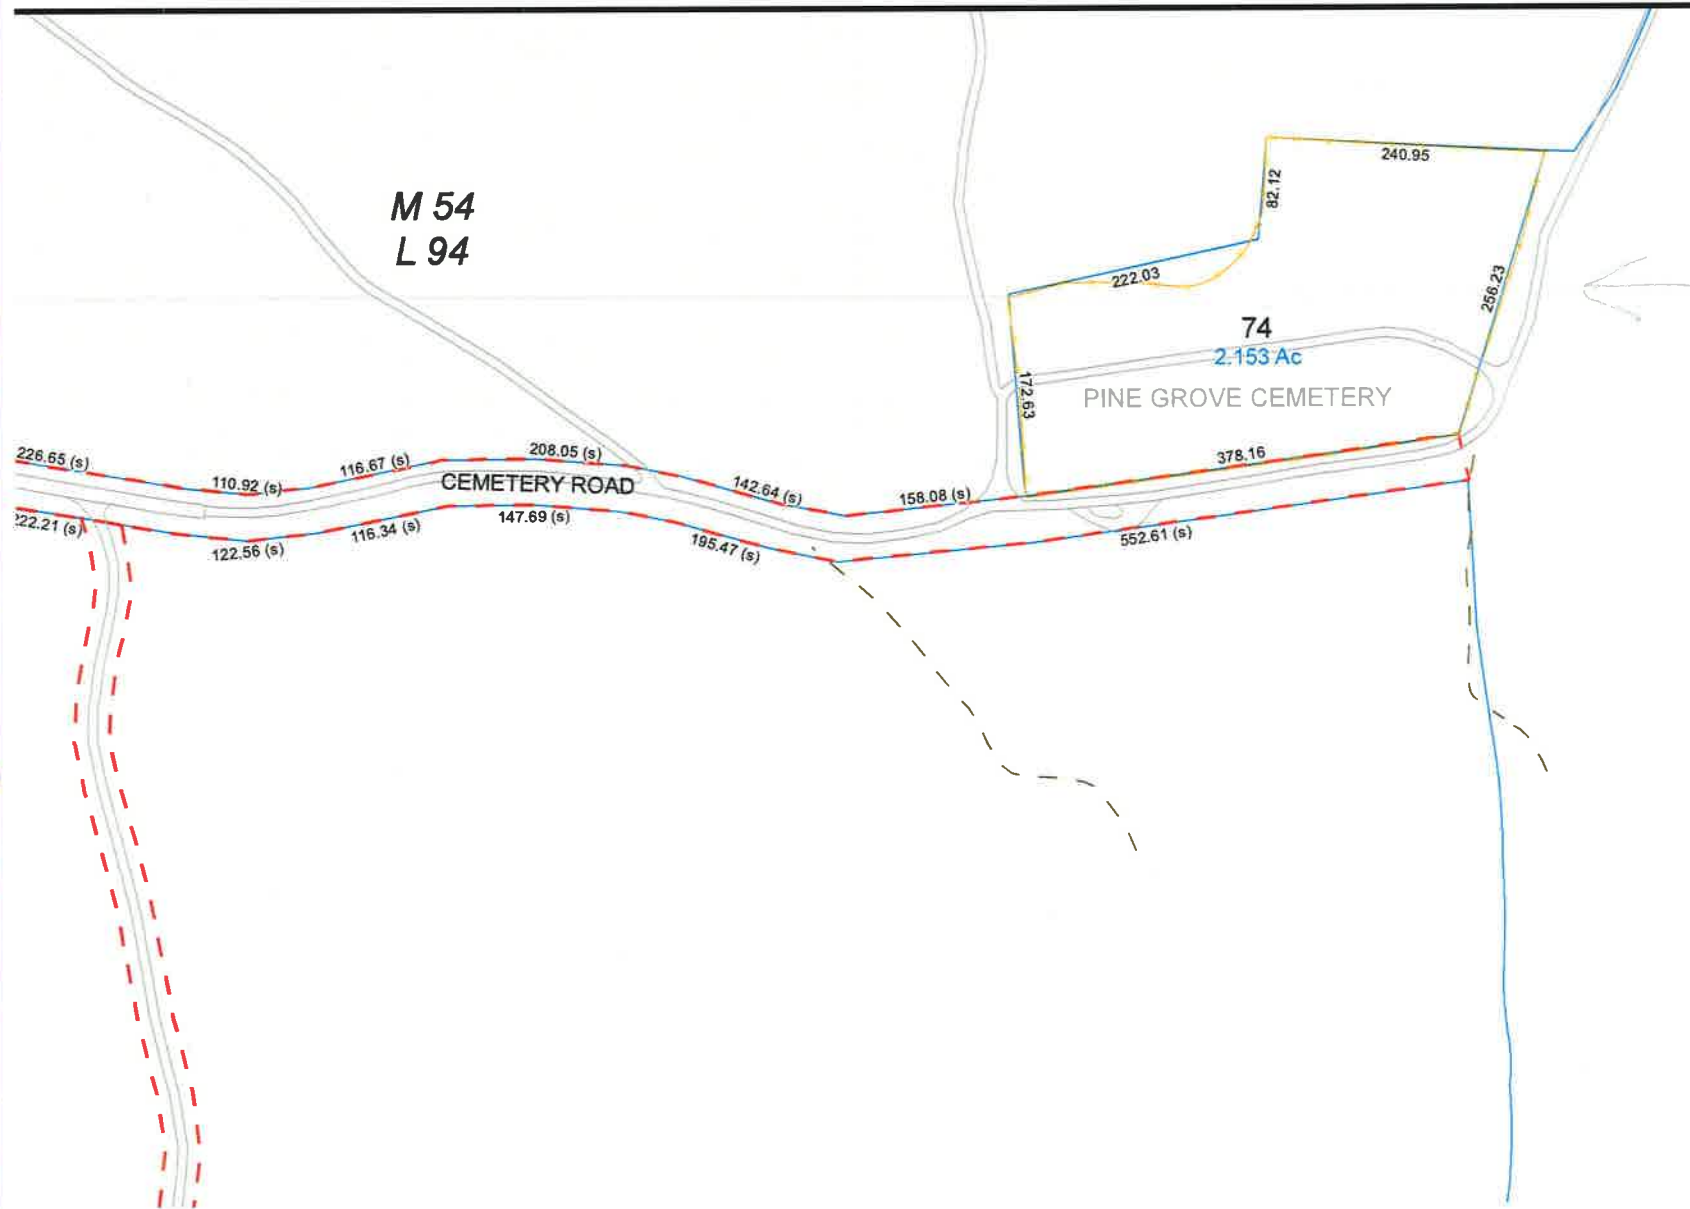 240.95
82.12
M 54
L 94
222.03
256.23
74
2.153 Ac
PINE GROVE CEMETERY
172.63
378.16
226.65 (s)
110.92 (s)
116.67 (s)
208.05 (s)
CEMETERY ROAD
142.64 (s)
158.08 (s)
222.21 (s)
122.56 (s)
116.34 (s)
147.69 (s)
195.47 (s)
552.61 (s)